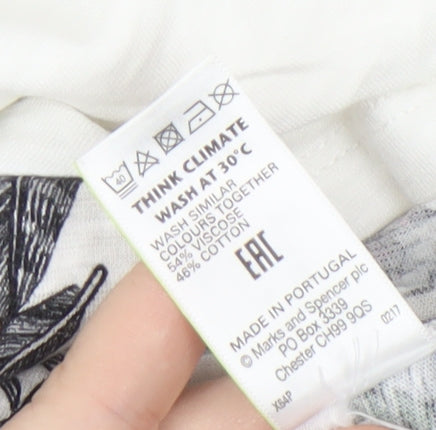 40
THINK CLIMATE
WASH AT 30°C
WASH SIMILAR
COLOURS TOGETHER
54% VISCOSE
46% COTTON
EAC
MADE IN PORTUGAL
© Marks and Spencer plc
PO Box 3339
Chester CH99 9QS
0217
X64P